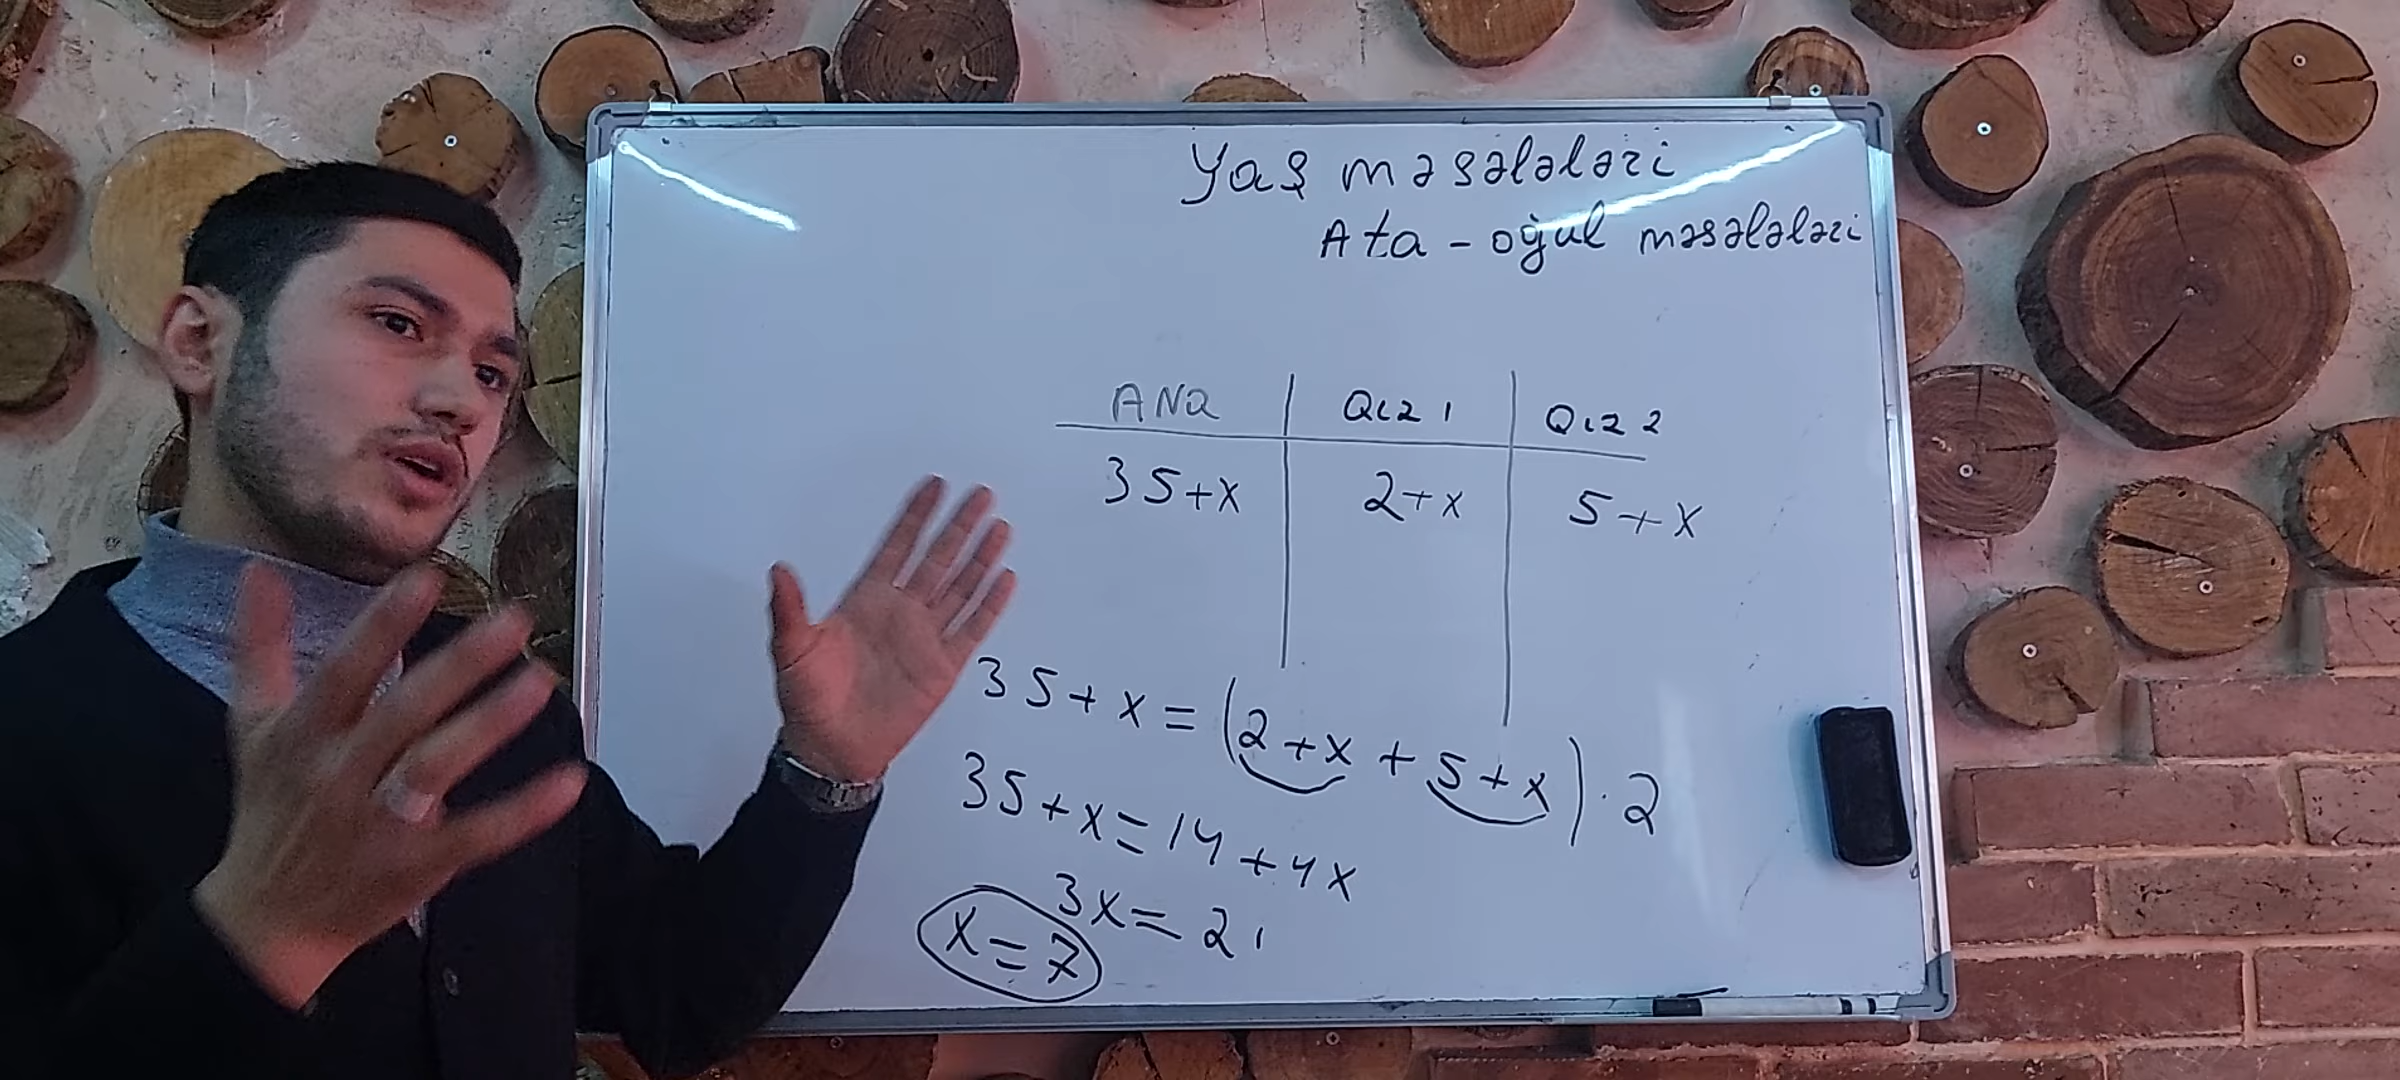 Yaş məsələləri
Ata - oğul məsələləri
ANA Qız 1 Qız 2
35+x 2+x 5+x
35+x=(2+x+5+x)·2
35+x=14+4x
3x=21
x=7